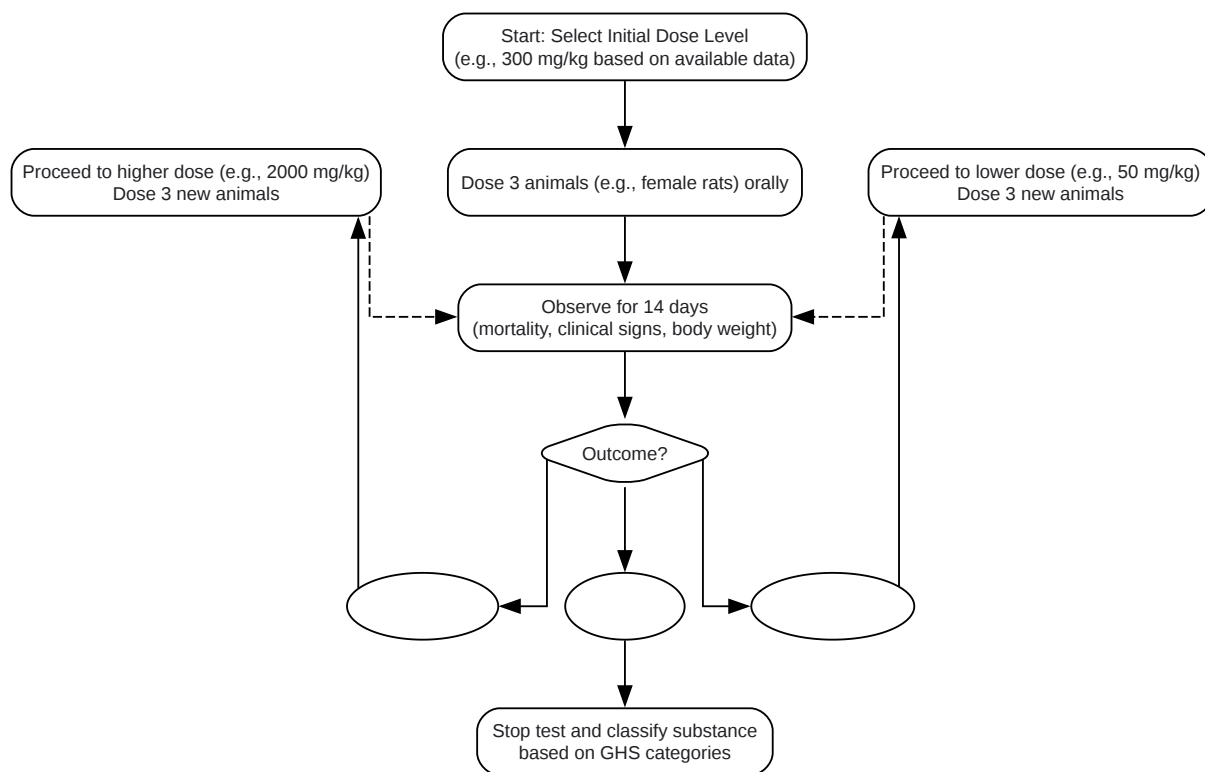 Start: Select Initial Dose Level
(e.g., 300 mg/kg based on available data)
Proceed to higher dose (e.g., 2000 mg/kg)
Dose 3 new animals
Dose 3 animals (e.g., female rats) orally
Proceed to lower dose (e.g., 50 mg/kg)
Dose 3 new animals
Observe for 14 days
(mortality, clinical signs, body weight)
Outcome?
Stop test and classify substance
based on GHS categories